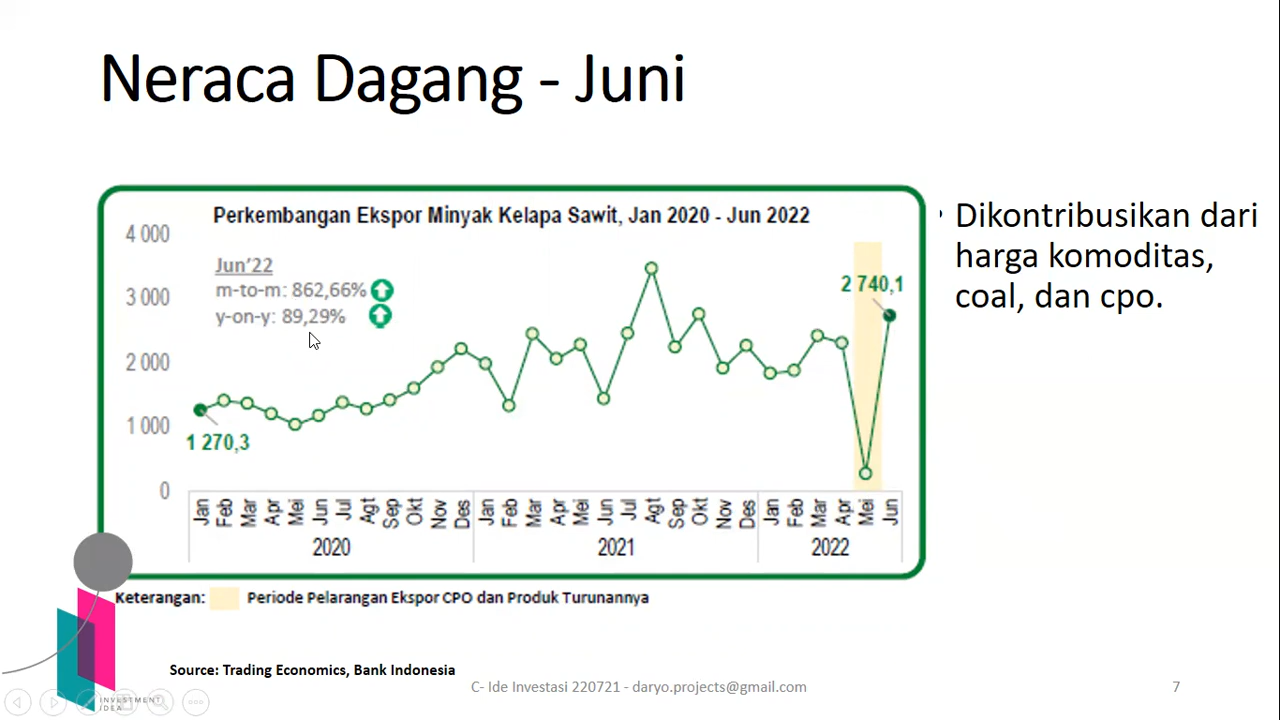 Neraca Dagang - Juni
Perkembangan Ekspor Minyak Kelapa Sawit, Jan 2020 - Jun 2022
4 000
3 000
2 000
1 000
0
Jun'22
m-to-m: 862,66%
y-on-y: 89,29%
1 270,3
2 740,1
Jan Feb Mar Apr Mei Jun Jul Agt Sep Okt Nov Des Jan Feb Mar Apr Mei Jun Jul Agt Sep Okt Nov Des Jan Feb Mar Apr Mei Jun
2020 2021 2022
Keterangan: Periode Pelarangan Ekspor CPO dan Produk Turunannya
• Dikontribusikan dari
harga komoditas,
coal, dan cpo.
Source: Trading Economics, Bank Indonesia
C- Ide Investasi 220721 - daryo.projects@gmail.com
7
INVESTMENT
IDEA